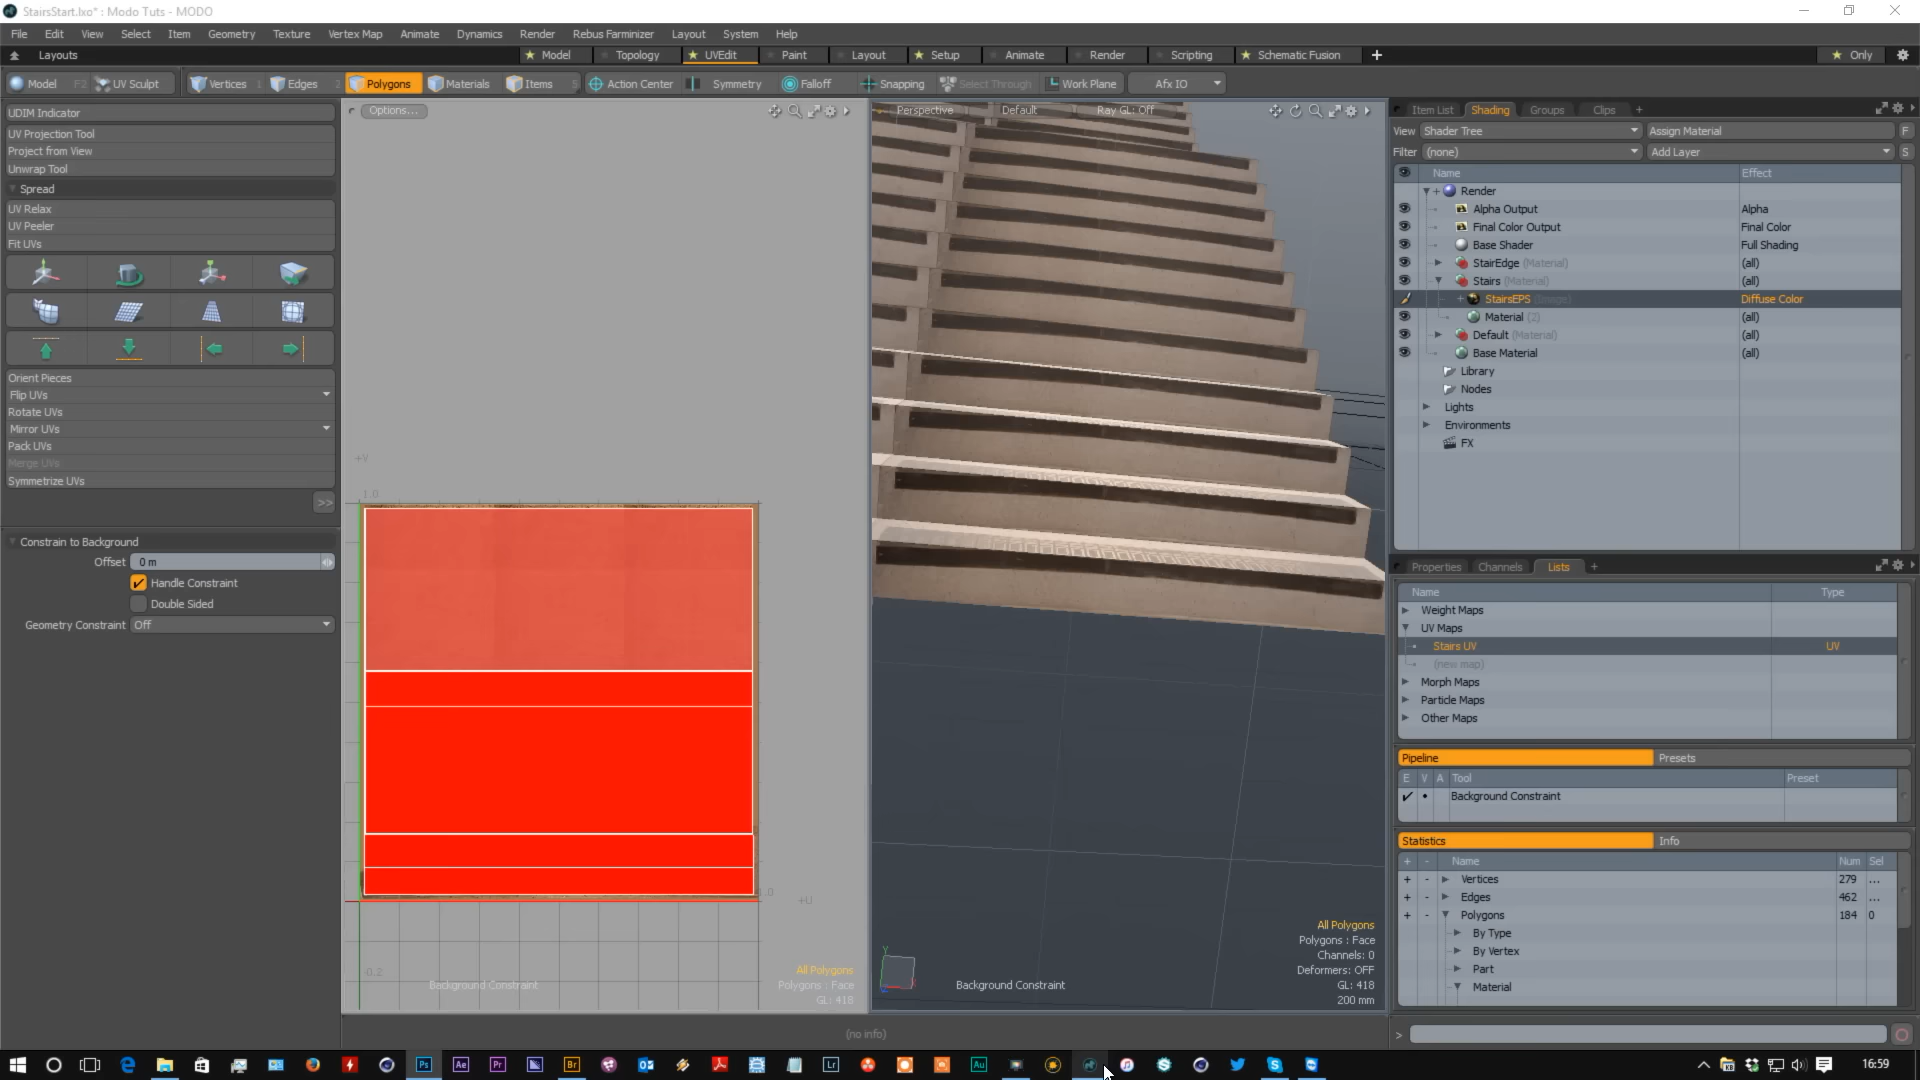 StairsStart.lxo* : Modo Tuts - MODO
File Edit View Select Item Geometry Texture Vertex Map Animate Dynamics Render Rebus Farminizer Layout System Help
Layouts Model Topology UVEdit Paint Layout Setup Animate Render Scripting Schematic Fusion + Only
Model F2 UV Sculpt Vertices 1 Edges 2 Polygons Materials Items 5 Action Center Symmetry Falloff Snapping Select Through Work Plane Afx IO
UDIM Indicator
UV Projection Tool
Project from View
Unwrap Tool
Spread
UV Relax
UV Peeler
Fit UVs
Orient Pieces
Flip UVs
Rotate UVs
Mirror UVs
Pack UVs
Merge UVs
Symmetrize UVs
>>
Constrain to Background
Offset 0 m
Handle Constraint
Double Sided
Geometry Constraint Off
Options...
+V
1.0
1.0
+U
-0.2
Background Constraint
All Polygons
Polygons : Face
GL: 418
Perspective Default Ray GL: Off
Y
Background Constraint
All Polygons
Polygons : Face
Channels: 0
Deformers: OFF
GL: 418
200 mm
(no info)
Item List Shading Groups Clips +
View Shader Tree Assign Material F
Filter (none) Add Layer S
Name Effect
Render
Alpha Output Alpha
Final Color Output Final Color
Base Shader Full Shading
StairEdge (Material) (all)
Stairs (Material) (all)
StairsEPS (Image) Diffuse Color
Material (2) (all)
Default (Material) (all)
Base Material (all)
Library
Nodes
Lights
Environments
FX
Properties Channels Lists +
Name Type
Weight Maps
UV Maps
Stairs UV UV
(new map)
Morph Maps
Particle Maps
Other Maps
Pipeline Presets
E V A Tool Preset
Background Constraint
Statistics Info
+ - Name Num Sel
+ - Vertices 279 ...
+ - Edges 462 ...
+ - Polygons 184 0
By Type
By Vertex
Part
Material
>
Ps Ae Pr Br Lr Au 16:59